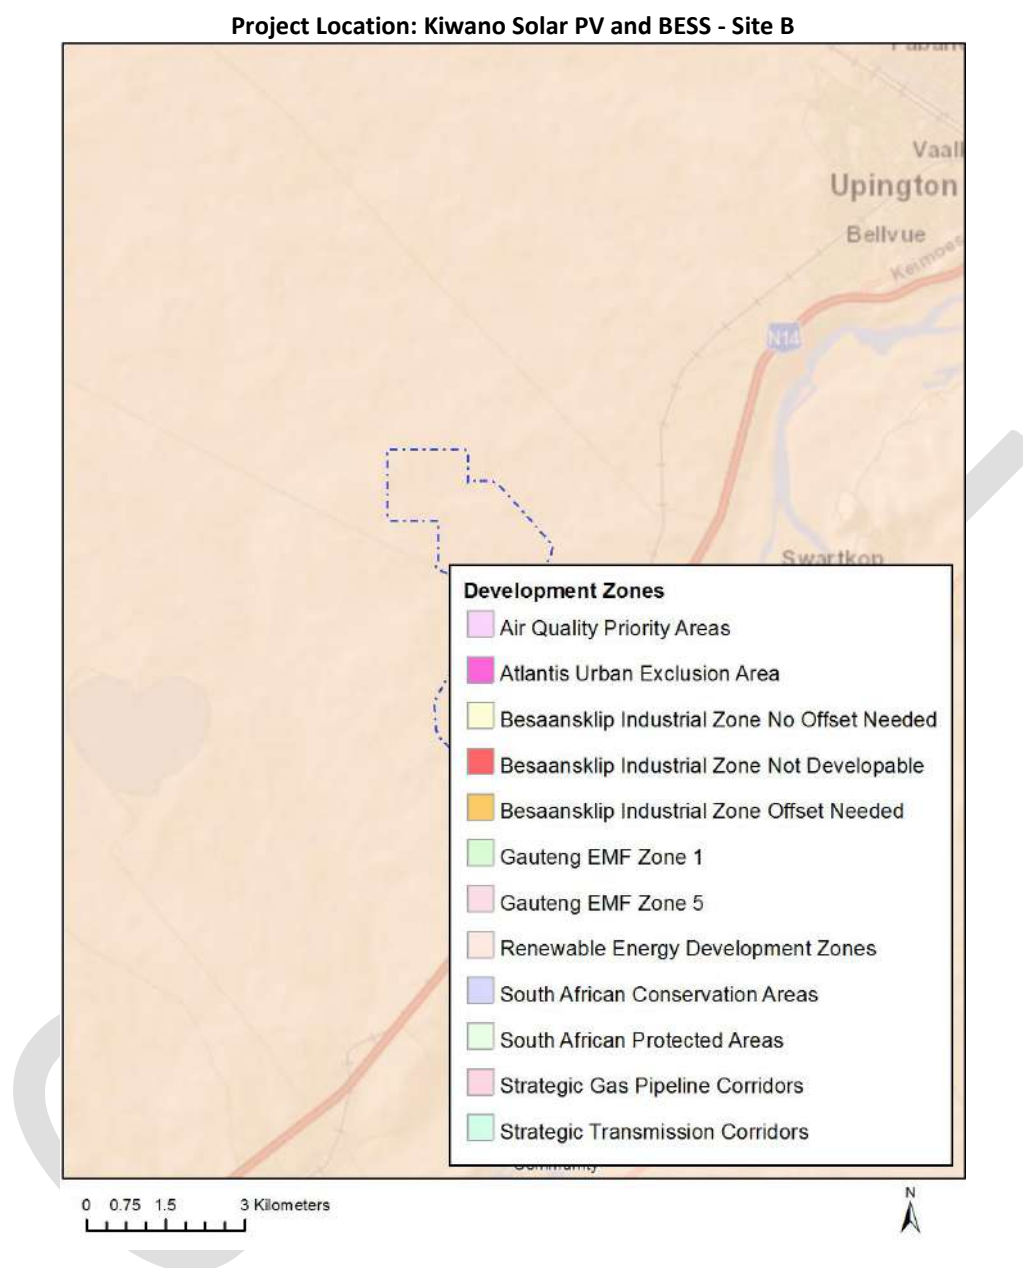 Project Location: Kiwano Solar PV and BESS - Site B
Vaal
Upington
Bellvue
Keimoes
N14
Swartkop
Development Zones
Air Quality Priority Areas
Atlantis Urban Exclusion Area
Besaansklip Industrial Zone No Offset Needed
Besaansklip Industrial Zone Not Developable
Besaansklip Industrial Zone Offset Needed
Gauteng EMF Zone 1
Gauteng EMF Zone 5
Renewable Energy Development Zones
South African Conservation Areas
South African Protected Areas
Strategic Gas Pipeline Corridors
Strategic Transmission Corridors
Community
0 0.75 1.5 3 Kilometers
N